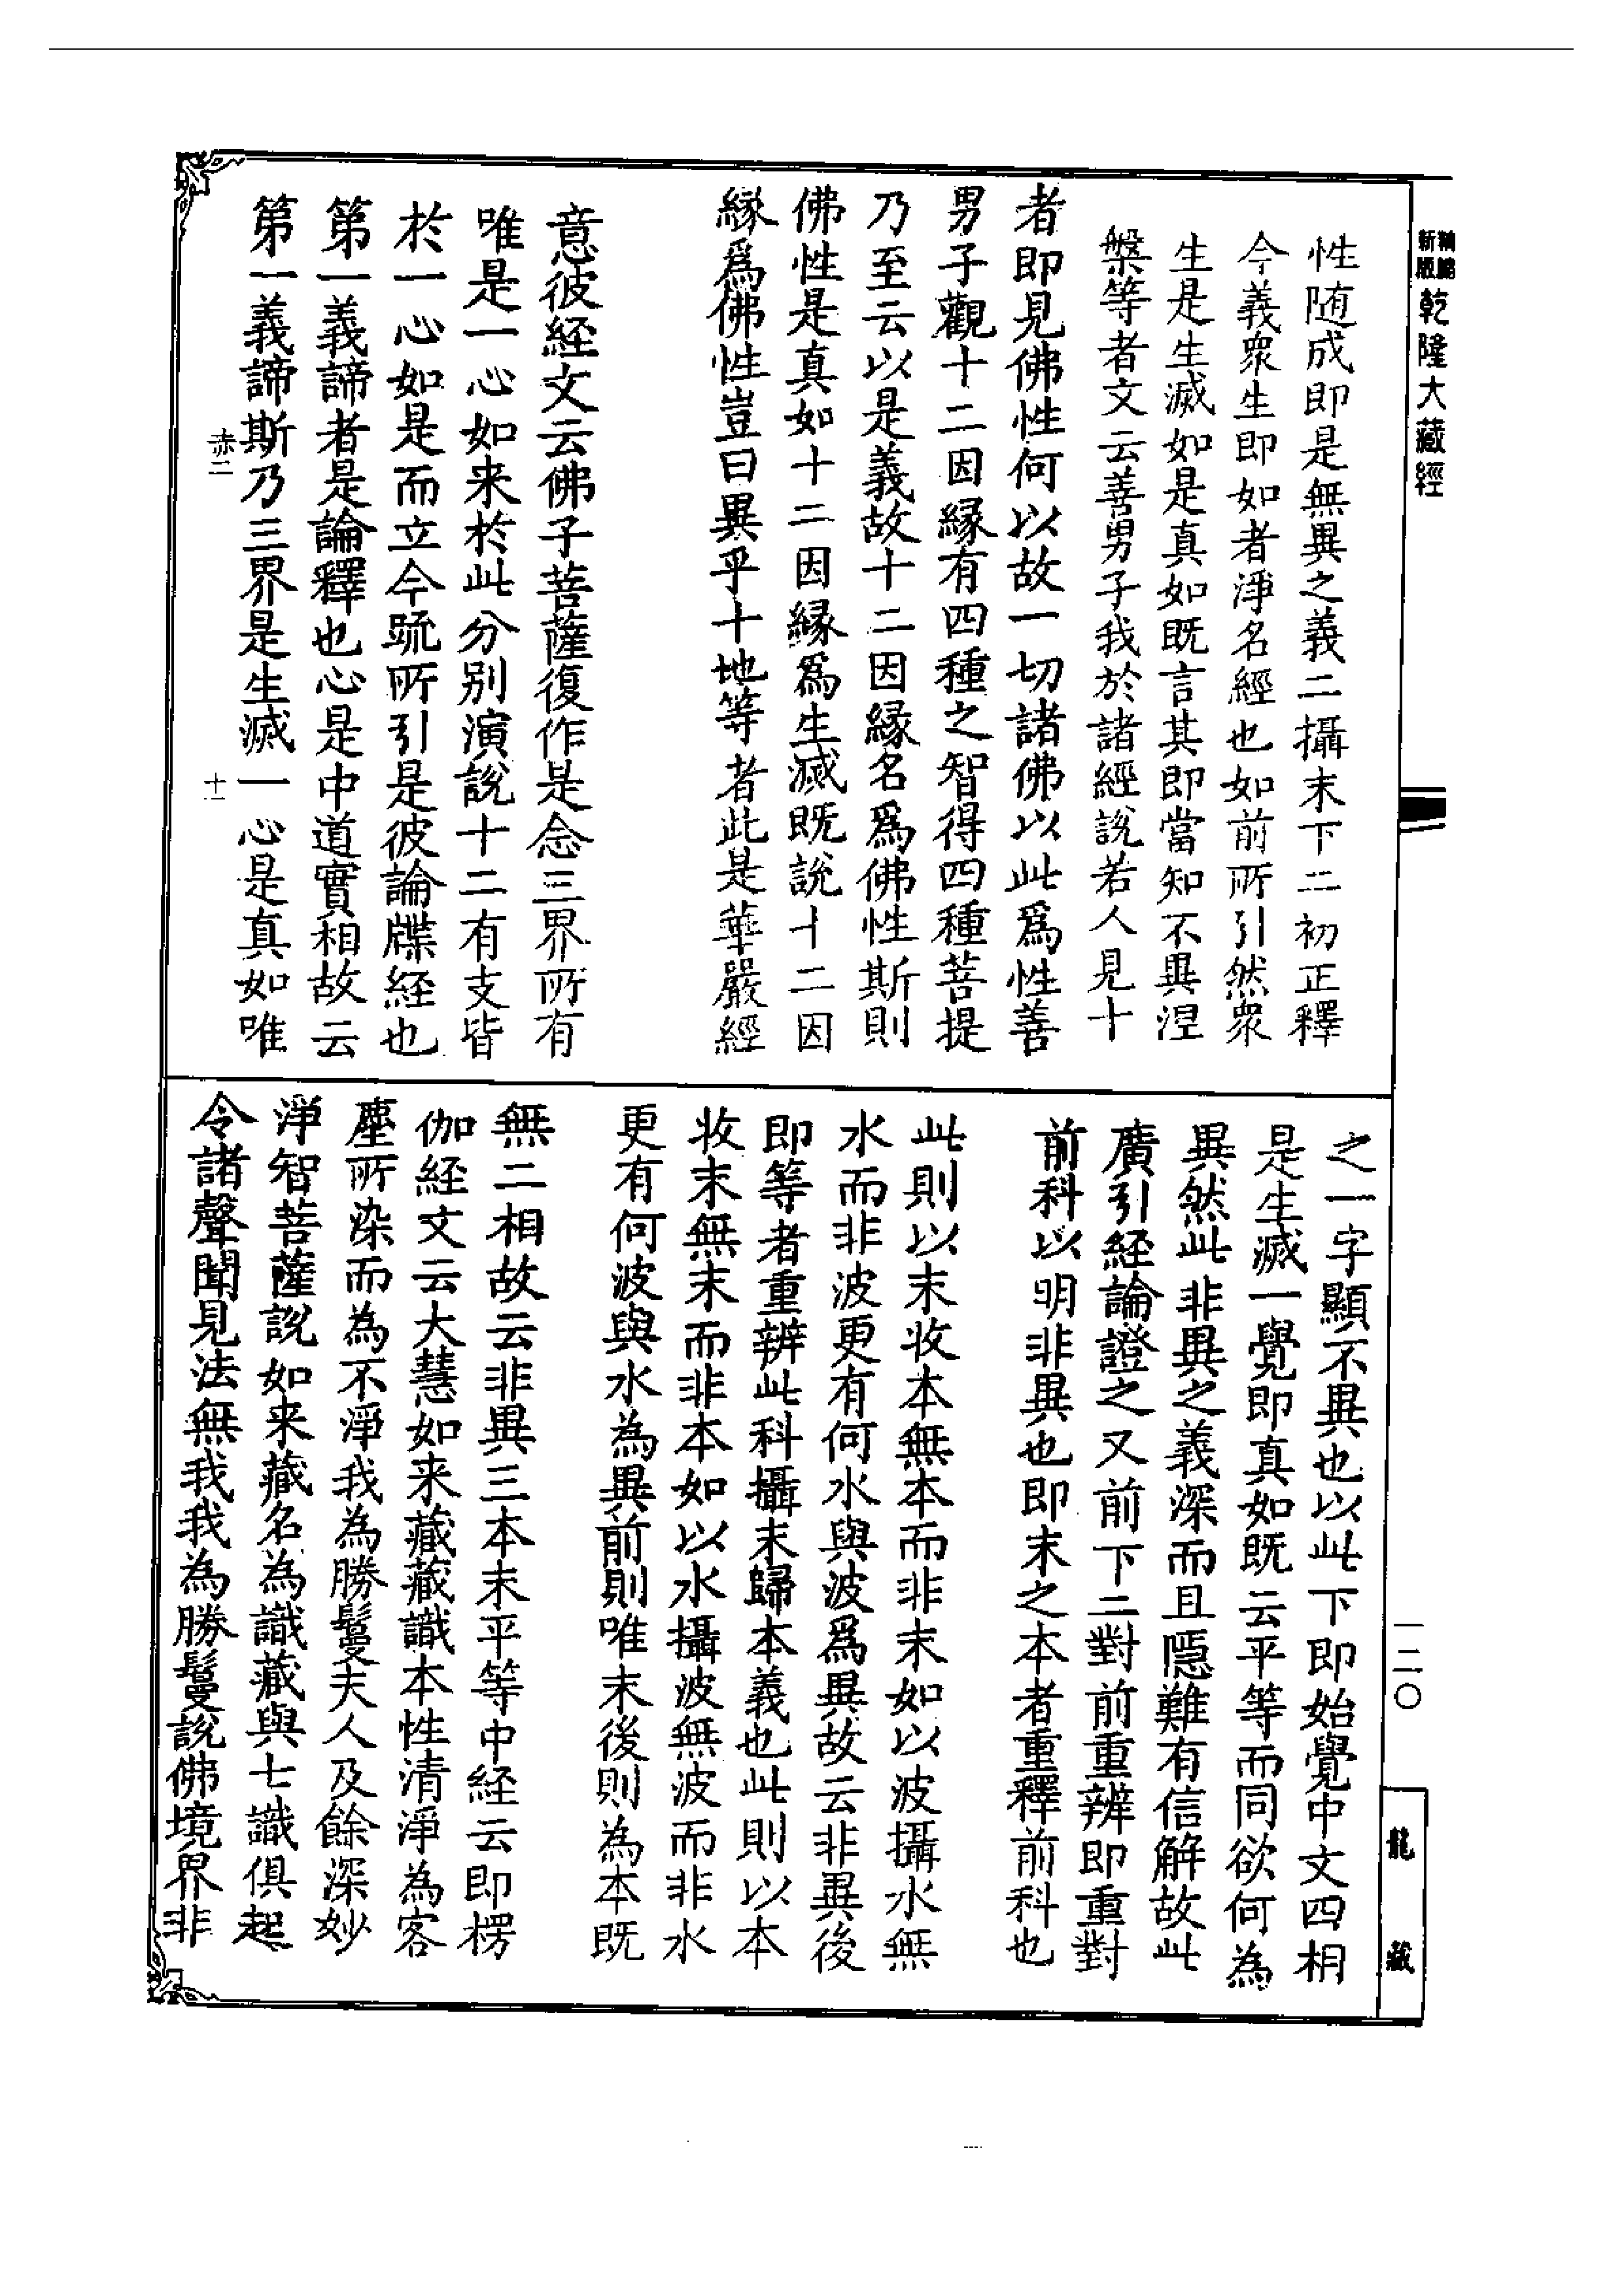 新版
乾隆大藏經
性随成即是無異之義二攝末下二初正釋
今義衆生即如者淨名經也如前所引然衆
生是生滅如是真如既言其即當知不異涅
槃等者文云善男子我於諸經說若人見十
者即見佛性何以故一切諸佛以此爲性善
男子觀十二因縁有四種之智得四種菩提
乃至云以是義故十二因縁名爲佛性斯則
佛性是真如十二因縁爲生滅既說十二因
縁爲佛性豈曰異乎十地等者此是華嚴經
意彼経文云佛子菩薩復作是念三界所有
唯是一心如来於此分别演說十二有支皆
於一心如是而立今䟽所引是彼論牒経也
第一義諦者是論釋也心是中道實相故云
第一義諦斯乃三界是生滅一心是真如唯
赤二
十一
之一字顯不異也以此下即始覺中文四相
是生滅一覺即真如既云平等而同欲何為
異然此非異之義深而且隱難有信解故此
廣引経論證之又前下二對前重辨即重對
前科以明非異也即末之本者重釋前科也
此則以末收本無本而非末如以波攝水無
水而非波更有何水與波爲異故云非異後
即等者重辨此科攝末歸本義也此則以本
收末無末而非本如以水攝波無波而非水
更有何波與水為異前則唯末後則為本既
無二相故云非異三本末平等中経云即楞
伽経文云大慧如来藏藏識本性清淨為客
塵所染而為不淨我為勝鬘夫人及餘深妙
淨智菩薩說如来藏名為識藏與七識俱起
令諸聲聞見法無我我為勝鬘說佛境界非
一二〇
龍藏